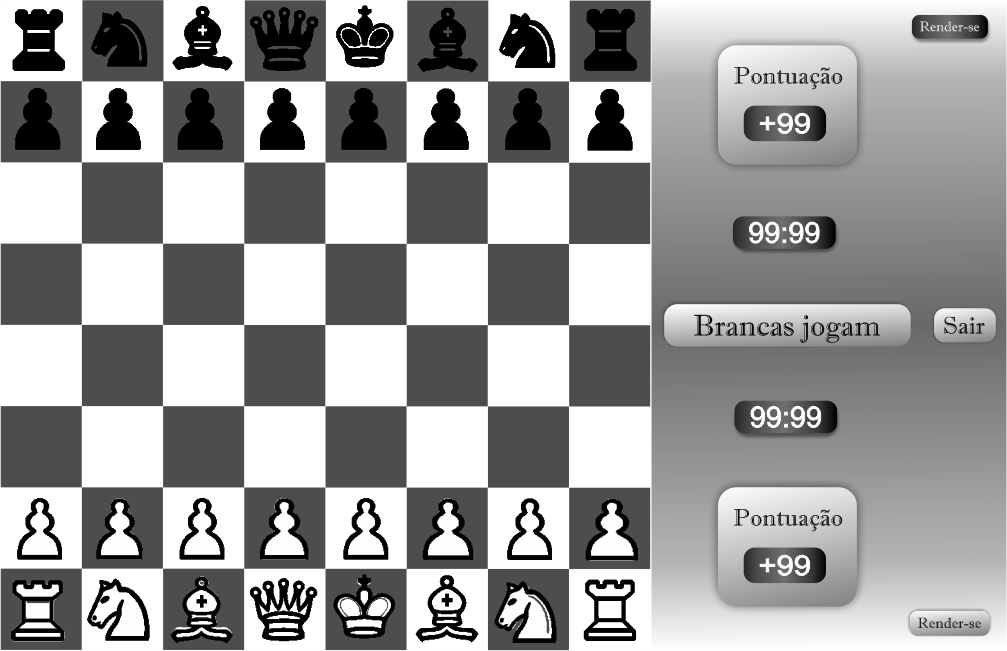 Render-se
Pontuação
+99
99:99
Brancas jogam
Sair
99:99
Pontuação
+99
Render-se